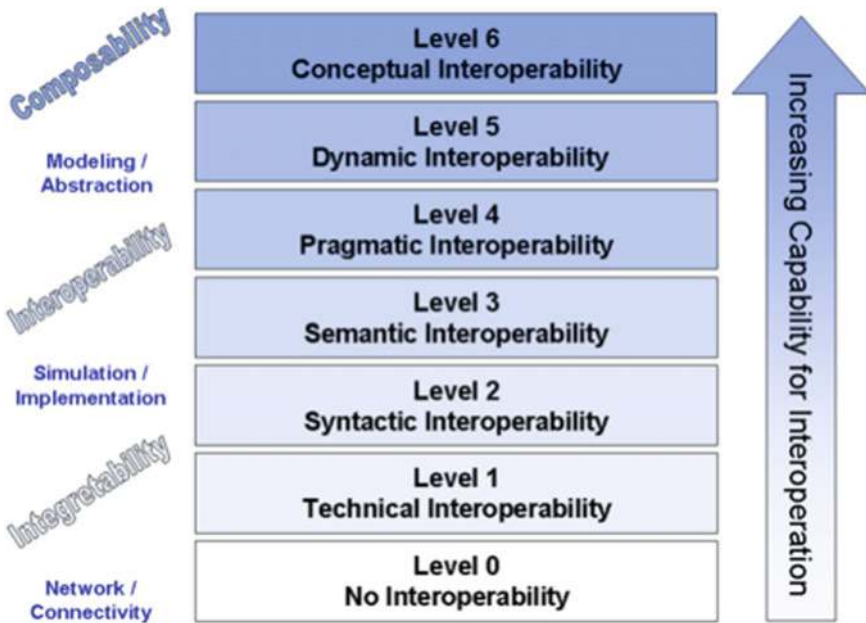 Composability
Level 6
Conceptual Interoperability
Level 5
Dynamic Interoperability
Modeling /
Abstraction
Level 4
Pragmatic Interoperability
Interoperability
Level 3
Semantic Interoperability
Simulation /
Implementation
Level 2
Syntactic Interoperability
Integretability
Level 1
Technical Interoperability
Level 0
No Interoperability
Network /
Connectivity
Increasing Capability for Interoperation